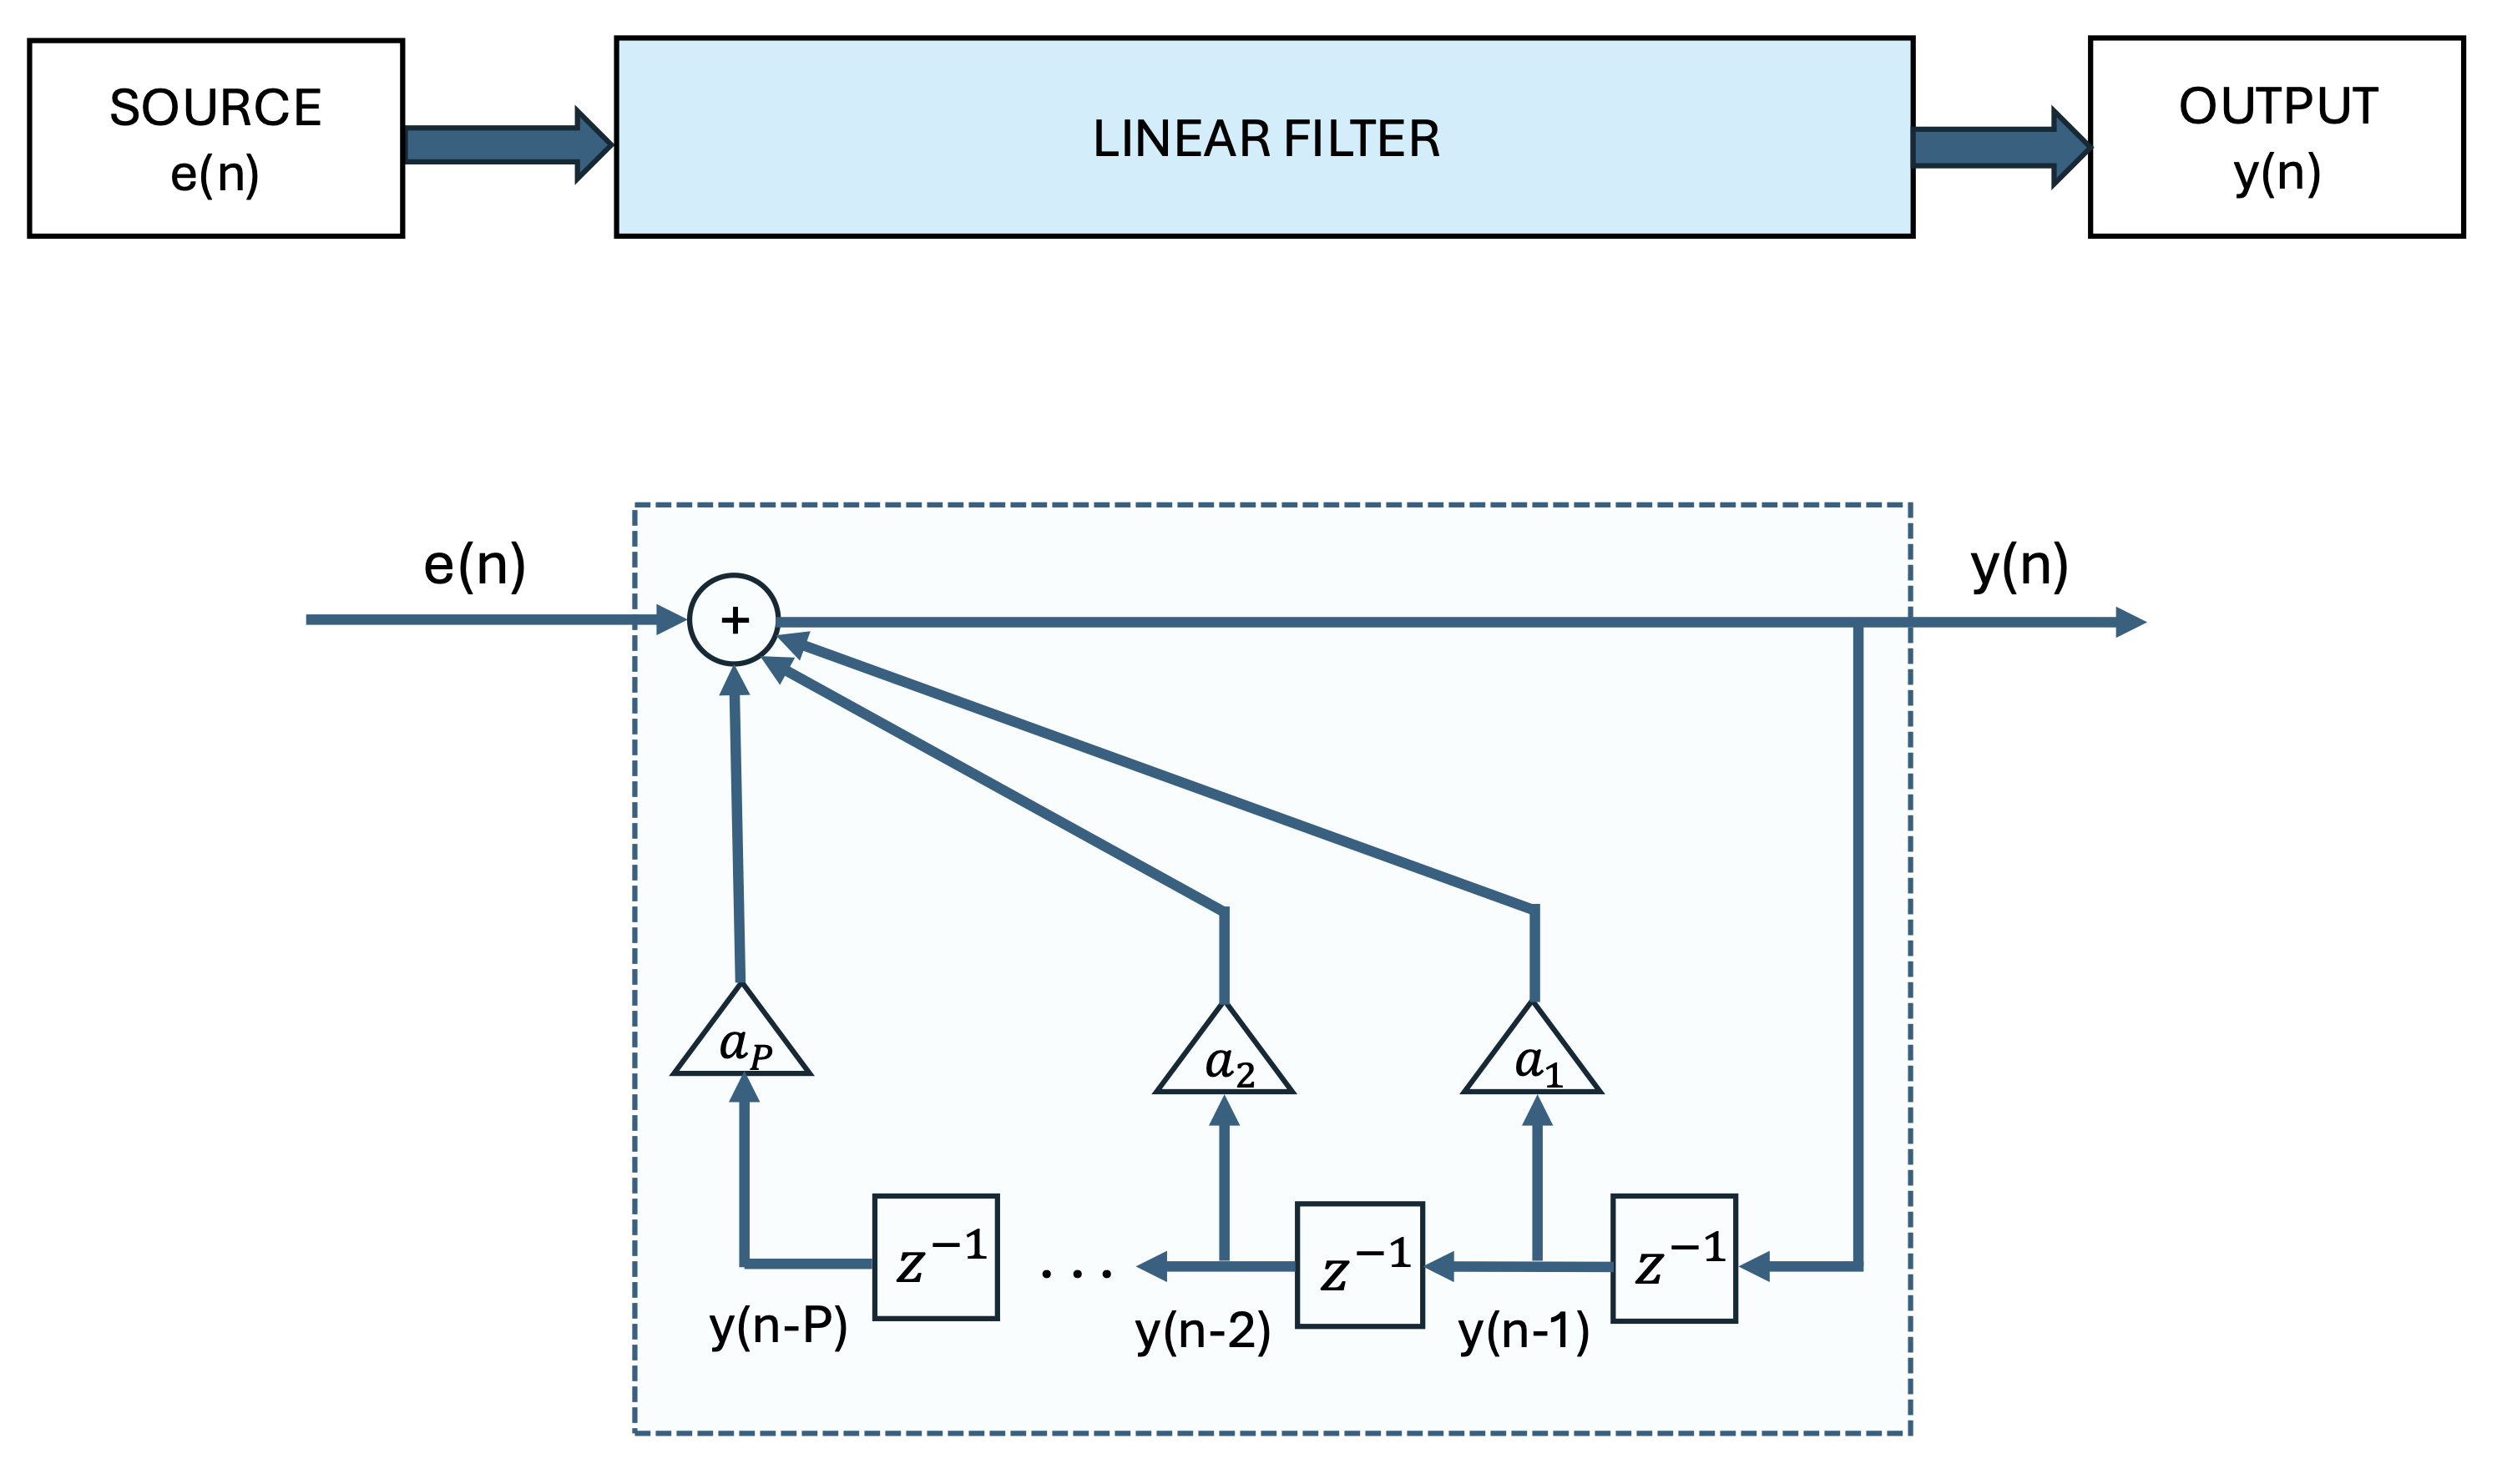 SOURCE
e(n)
LINEAR FILTER
OUTPUT
y(n)
e(n)
y(n)
+
a_P
a_2
a_1
z^{-1}
. . .
z^{-1}
z^{-1}
y(n-P)
y(n-2)
y(n-1)